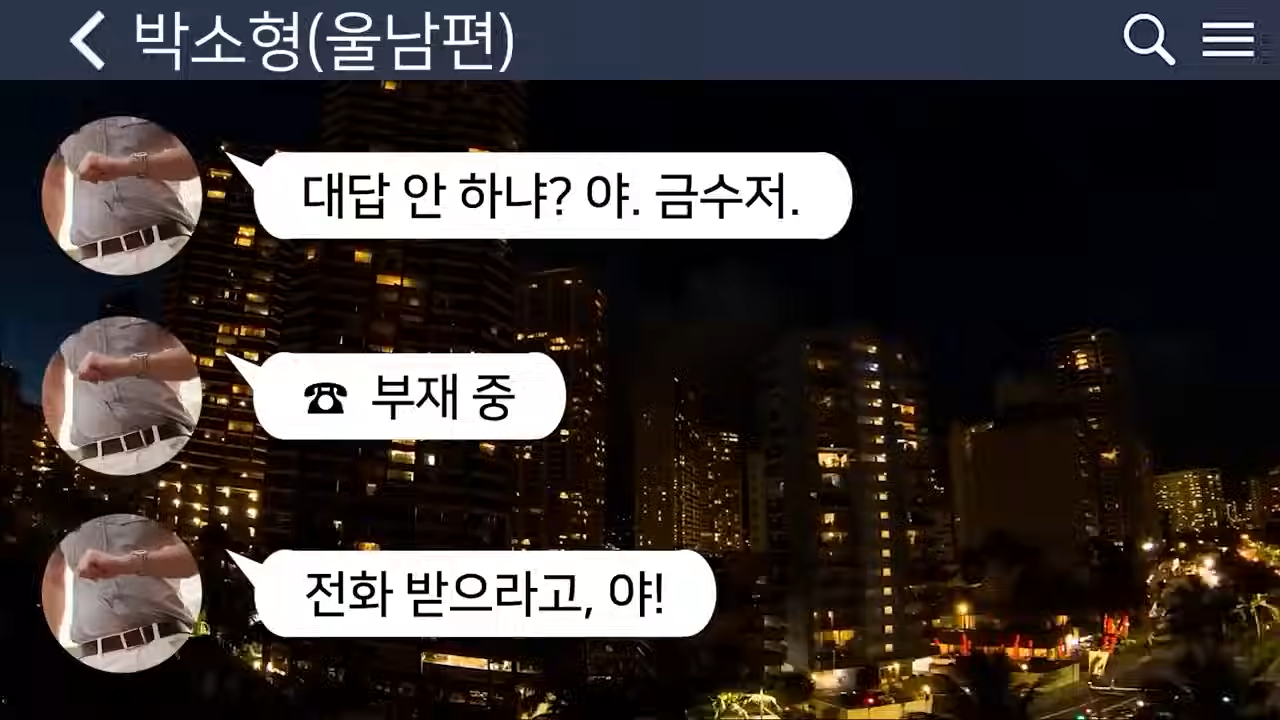 박소형(울남편)
대답 안 하냐? 야. 금수저.
☎ 부재 중
전화 받으라고, 야!